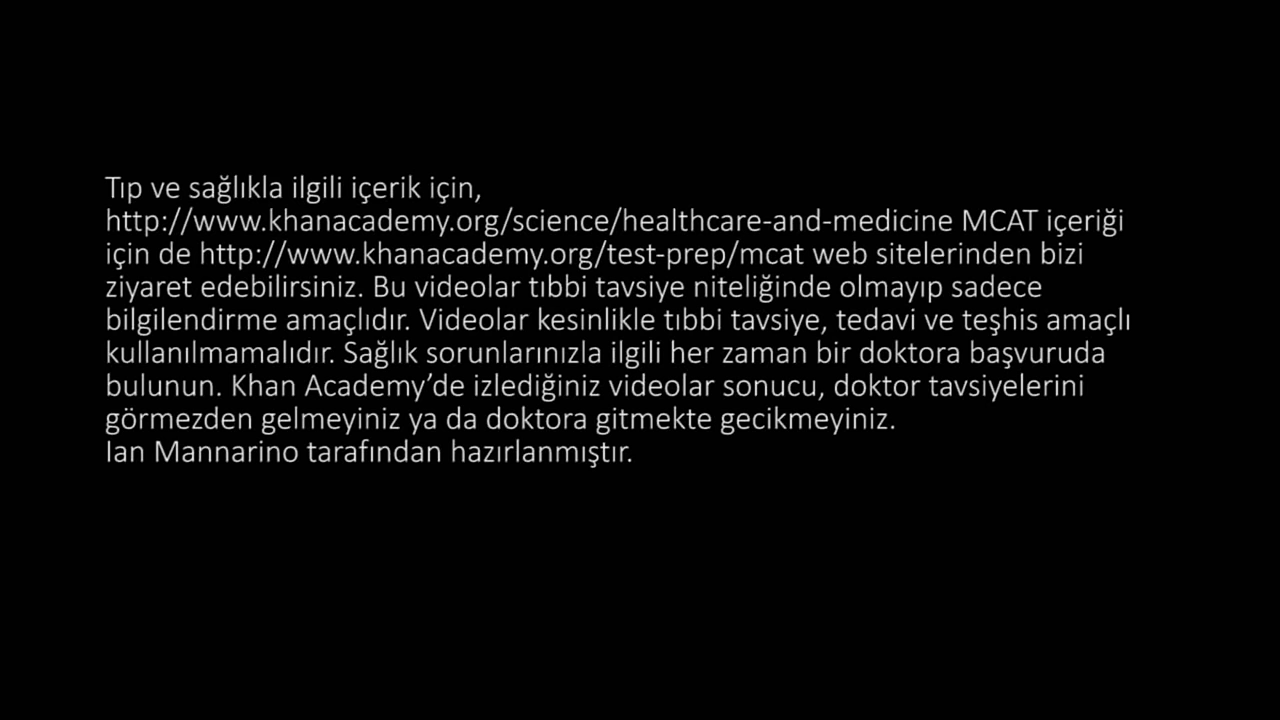 Tıp ve sağlıkla ilgili içerik için,
http://www.khanacademy.org/science/healthcare-and-medicine MCAT içeriği
için de http://www.khanacademy.org/test-prep/mcat web sitelerinden bizi
ziyaret edebilirsiniz. Bu videolar tıbbi tavsiye niteliğinde olmayıp sadece
bilgilendirme amaçlıdır. Videolar kesinlikle tıbbi tavsiye, tedavi ve teşhis amaçlı
kullanılmamalıdır. Sağlık sorunlarınızla ilgili her zaman bir doktora başvuruda
bulunun. Khan Academy’de izlediğiniz videolar sonucu, doktor tavsiyelerini
görmezden gelmeyiniz ya da doktora gitmekte gecikmeyiniz.
Ian Mannarino tarafından hazırlanmıştır.